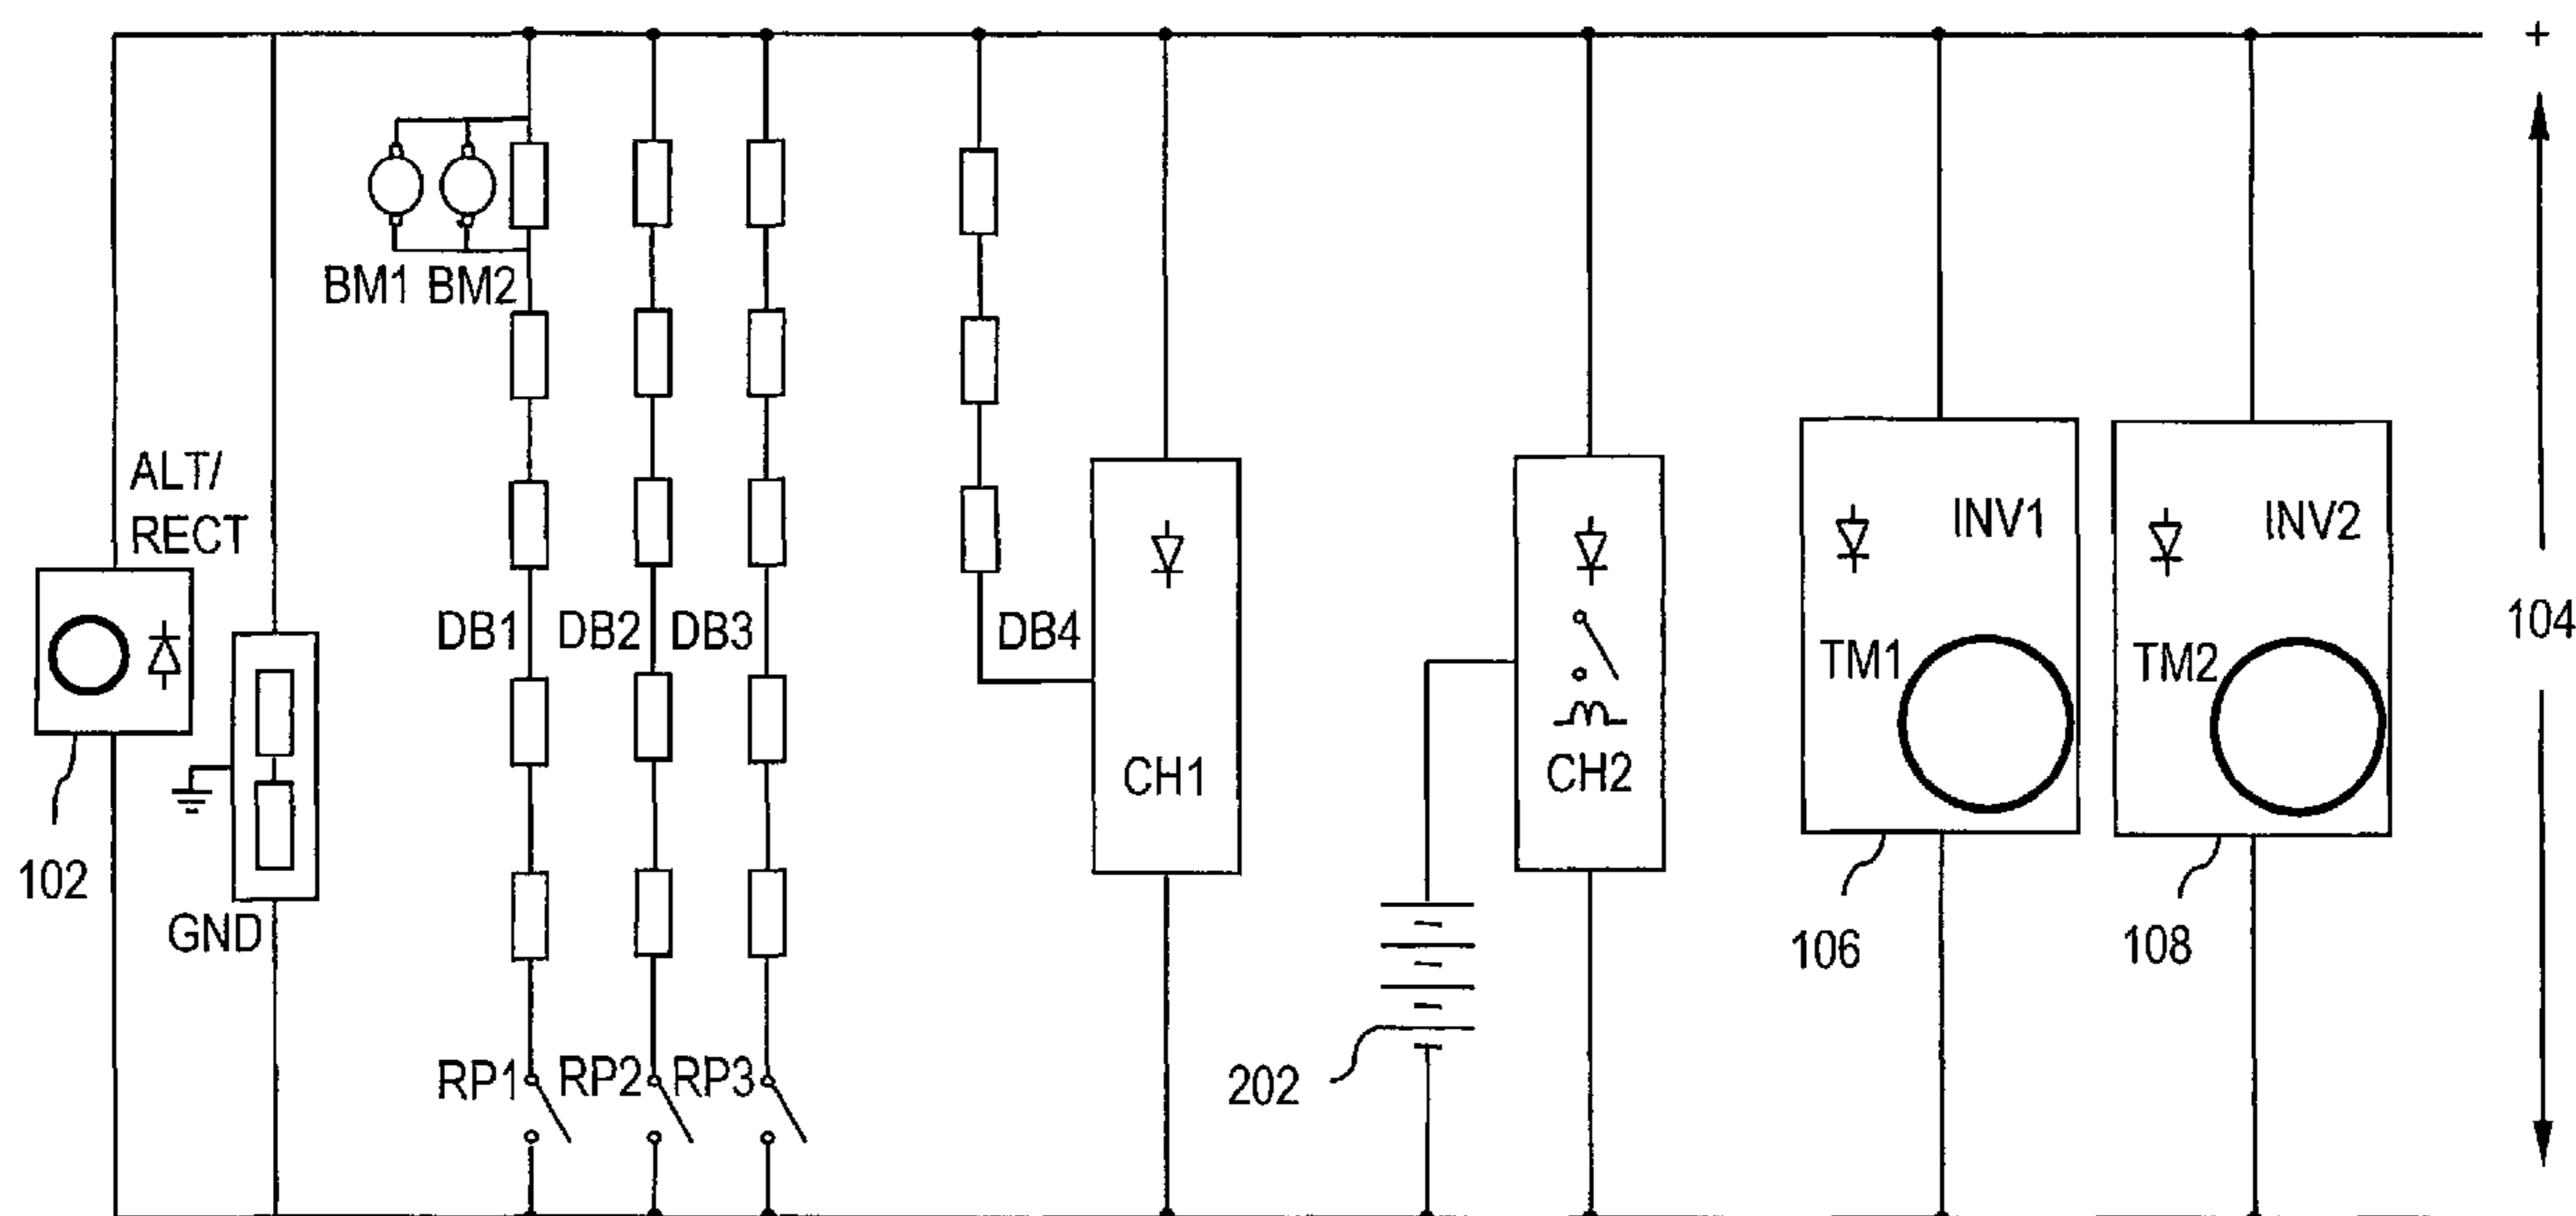 +
BM1 BM2
ALT/
RECT
INV1
INV2
DB1
DB2
DB3
DB4
104
TM1
TM2
CH1
CH2
102
GND
106
108
RP1
RP2
RP3
202